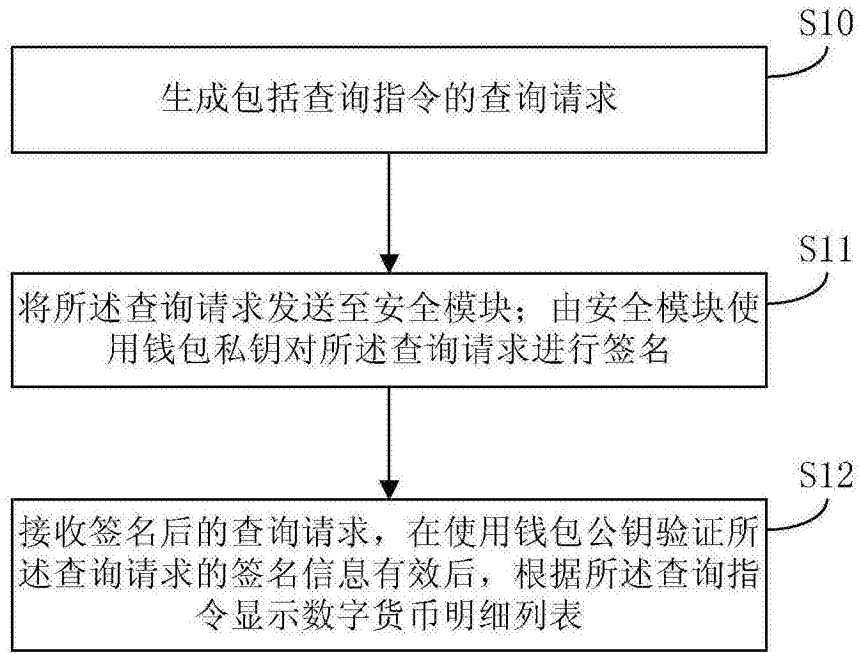 S10
生成包括查询指令的查询请求
S11
将所述查询请求发送至安全模块；由安全模块使
用钱包私钥对所述查询请求进行签名
S12
接收签名后的查询请求，在使用钱包公钥验证所
述查询请求的签名信息有效后，根据所述查询指
令显示数字货币明细列表